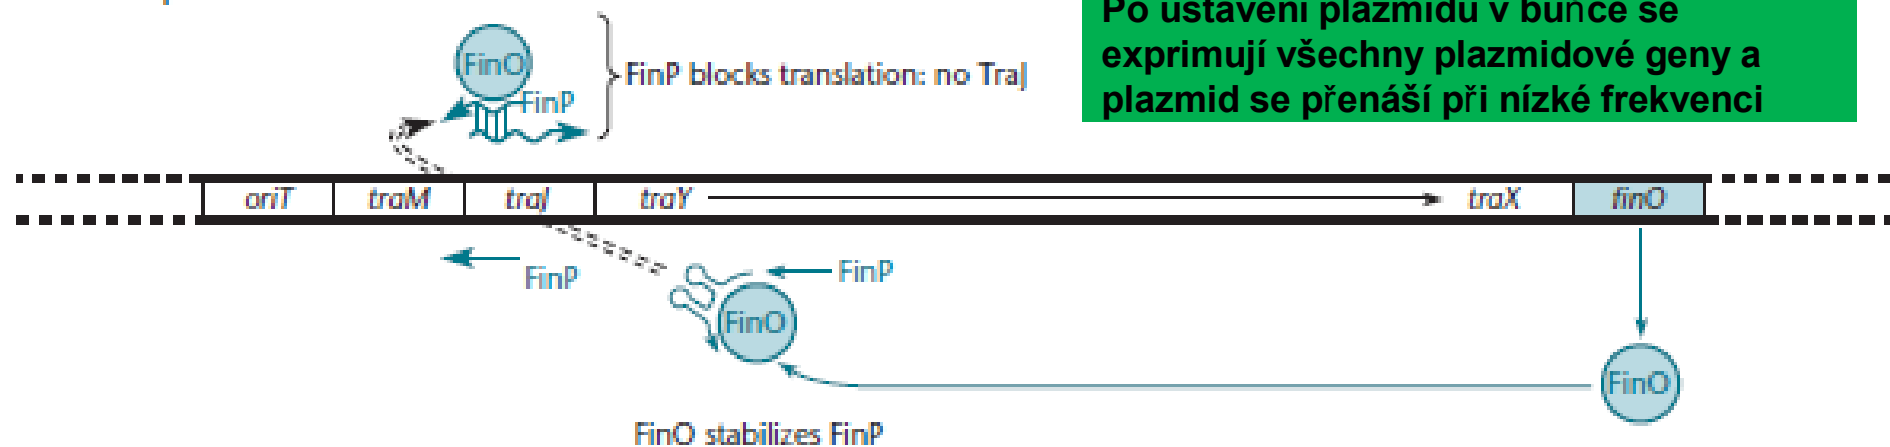 Po ustavení plazmidu v buňce se
exprimují všechny plazmidové geny a
plazmid se přenáší při nízké frekvenci
FinO
FinP
FinP blocks translation: no TraJ
oriT traM traJ traY traX finO
FinP
FinP
FinO
FinO
FinO stabilizes FinP